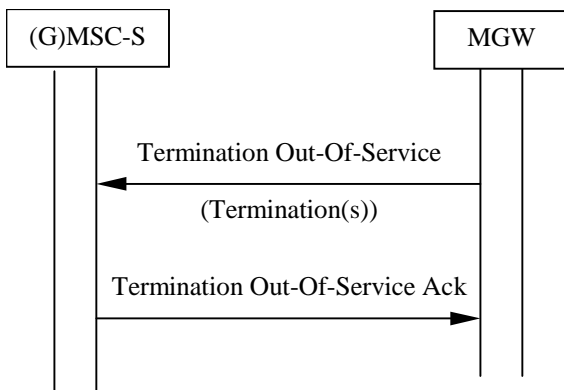 (G)MSC-S
MGW
Termination Out-Of-Service
(Termination(s))
Termination Out-Of-Service Ack